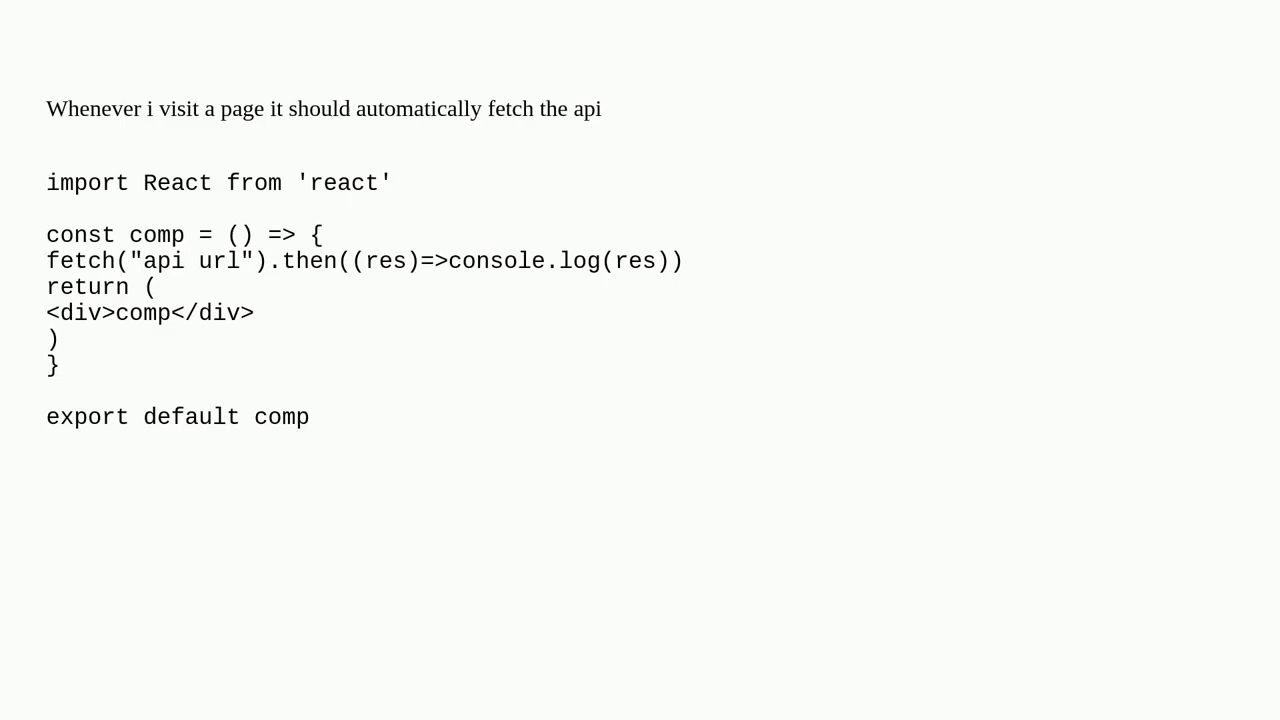 Whenever i visit a page it should automatically fetch the api
import React from 'react'
const comp = () => {
fetch("api url").then((res)=>console.log(res))
return (
<div>comp</div>
)
}
export default comp